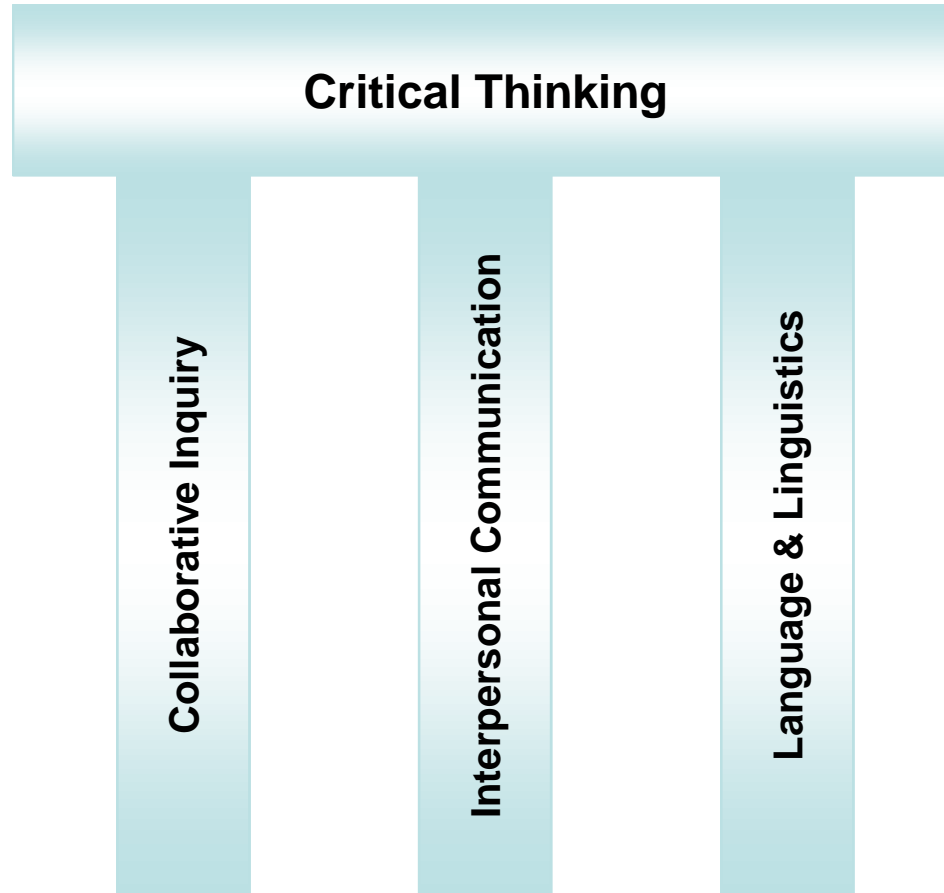 Critical Thinking
Collaborative Inquiry
Interpersonal Communication
Language & Linguistics